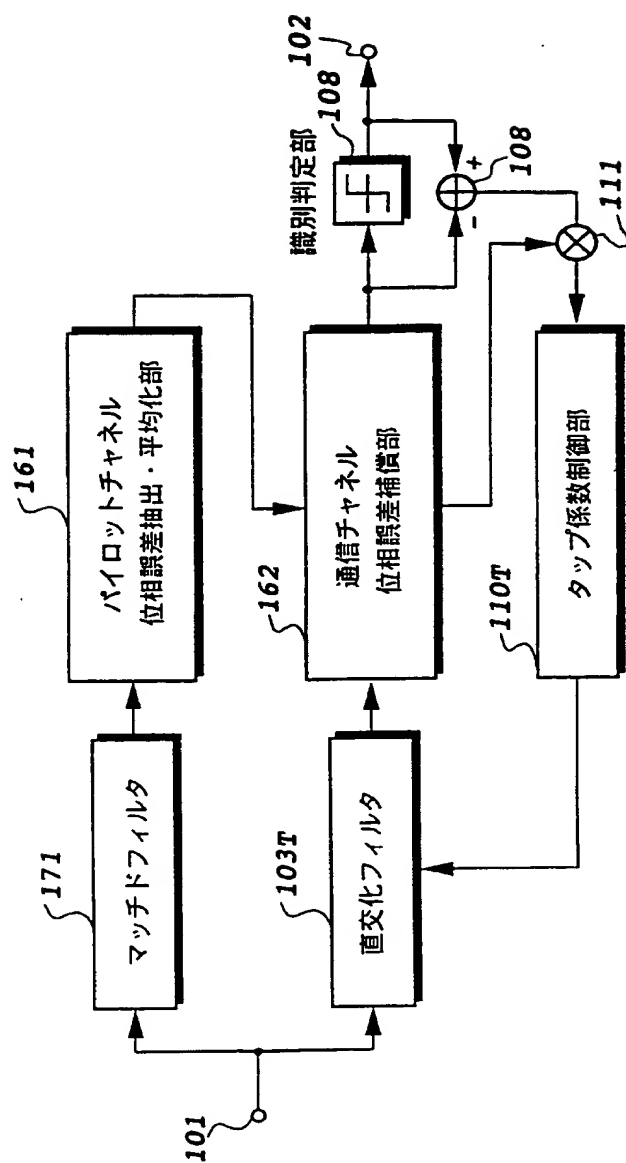 101
171
マッチドフィルタ
161
パイロットチャネル
位相誤差抽出・平均化部
103T
直交化フィルタ
162
通信チャネル
位相誤差補償部
識別判定部
108
102
+
-
108
111
110T
タップ係数制御部